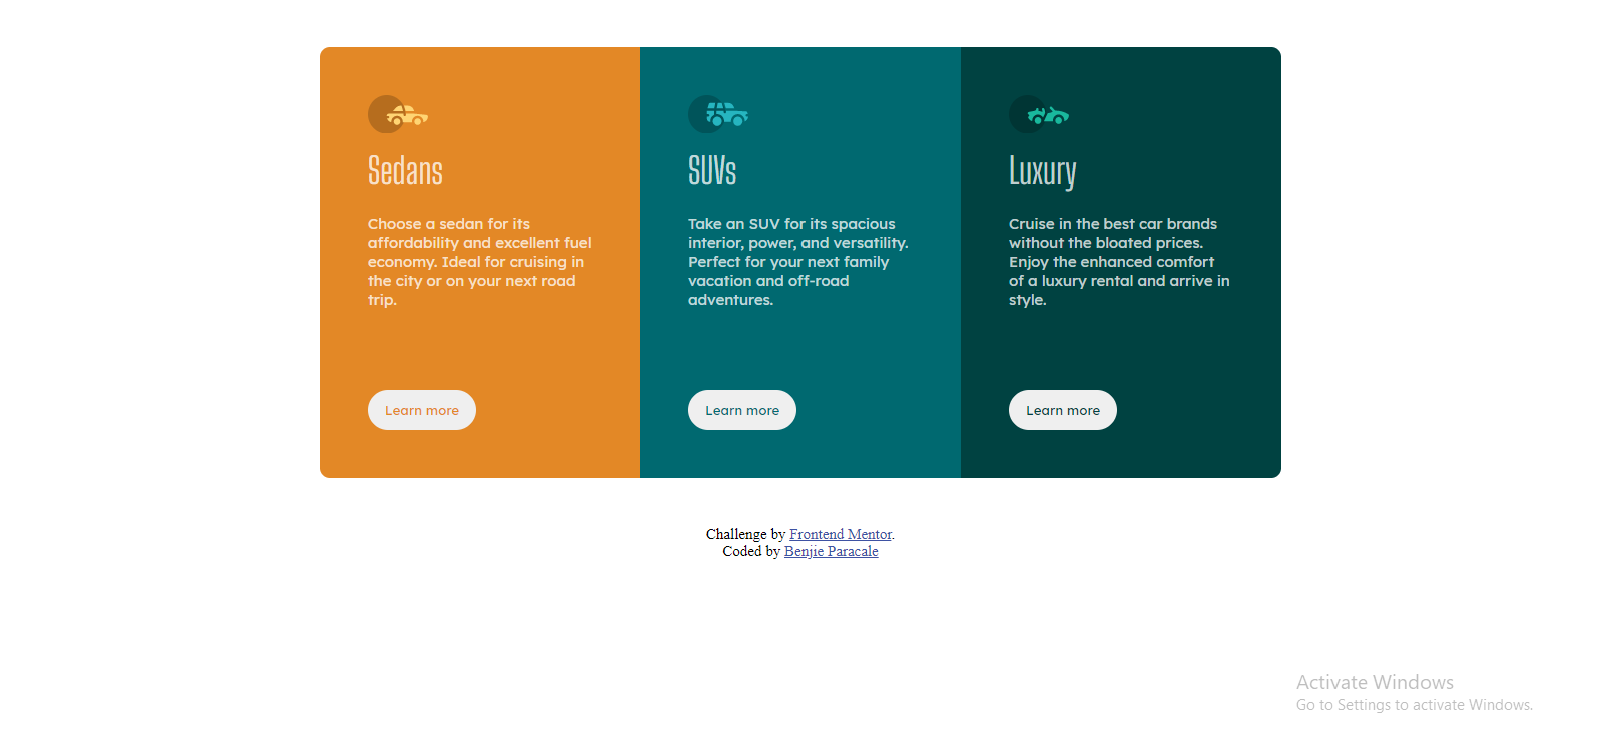 Sedans
Choose a sedan for its
affordability and excellent fuel
economy. Ideal for cruising in
the city or on your next road
trip.
Learn more
SUVs
Take an SUV for its spacious
interior, power, and versatility.
Perfect for your next family
vacation and off-road
adventures.
Learn more
Luxury
Cruise in the best car brands
without the bloated prices.
Enjoy the enhanced comfort
of a luxury rental and arrive in
style.
Learn more
Challenge by Frontend Mentor.
Coded by Benjie Paracale
Activate Windows
Go to Settings to activate Windows.